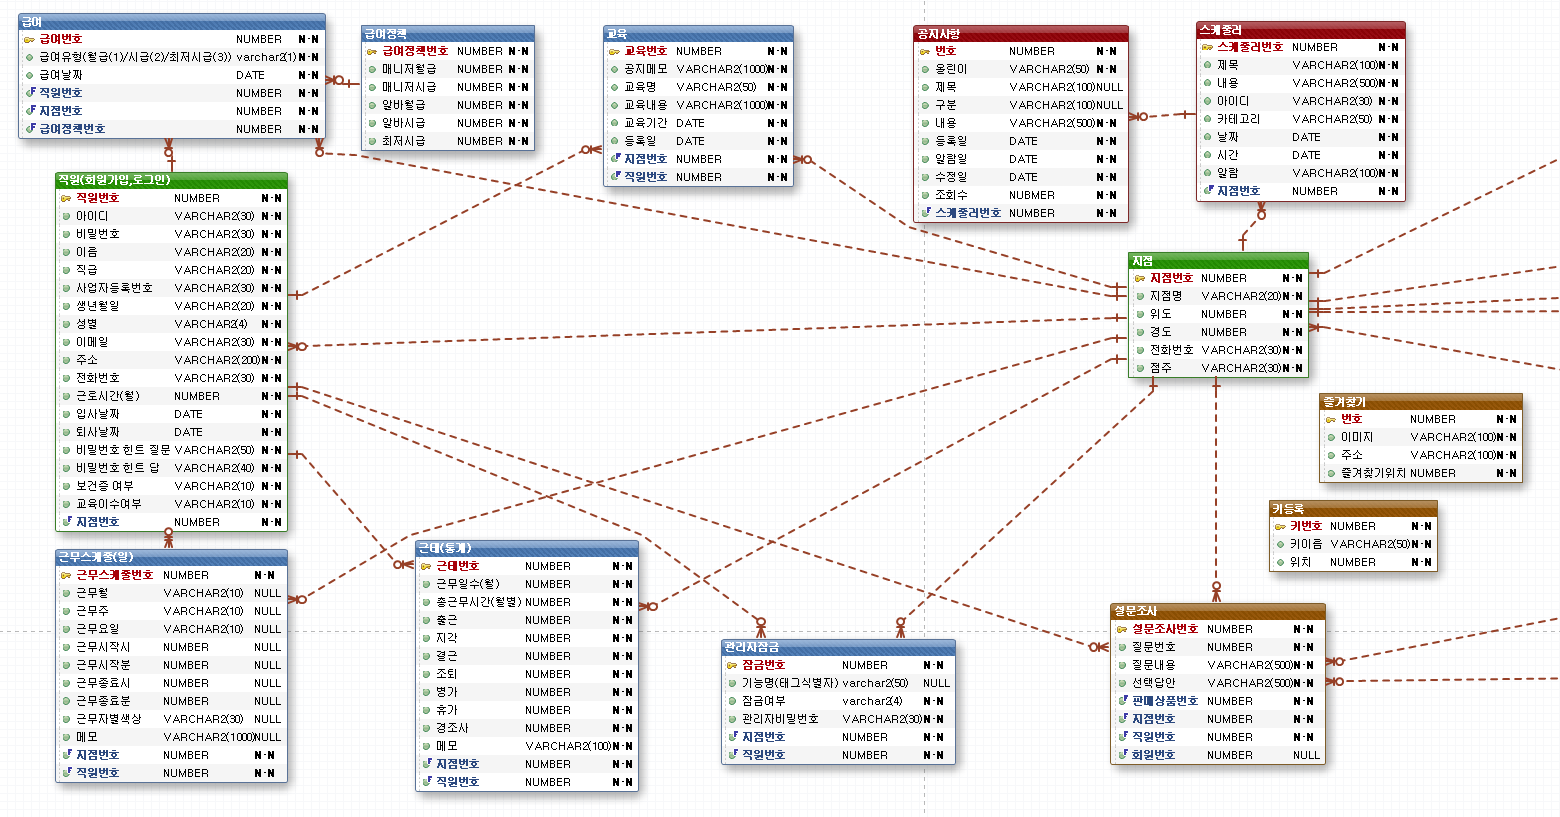 급여
급여번호 NUMBER N-N
급여유형(월급(1)/시급(2)/최저시급(3)) varchar2(1) N-N
급여날짜 DATE N-N
직원번호 NUMBER N-N
지점번호 NUMBER N-N
급여정책번호 NUMBER N-N
급여정책
급여정책번호 NUMBER N-N
매니저월급 NUMBER N-N
매니저시급 NUMBER N-N
알바월급 NUMBER N-N
알바시급 NUMBER N-N
최저시급 NUMBER N-N
교육
교육번호 NUMBER N-N
공지메모 VARCHAR2(1000) N-N
교육명 VARCHAR2(50) N-N
교육내용 VARCHAR2(1000) N-N
교육기간 DATE N-N
등록일 DATE N-N
지점번호 NUMBER N-N
직원번호 NUMBER N-N
공지사항
번호 NUMBER N-N
올린이 VARCHAR2(50) N-N
제목 VARCHAR2(100) NULL
구분 VARCHAR2(100) NULL
내용 VARCHAR2(500) N-N
등록일 DATE N-N
알람일 DATE N-N
수정일 DATE N-N
조회수 NUBMER N-N
스케줄러번호 NUMBER N-N
스케줄러
스케줄러번호 NUMBER N-N
제목 VARCHAR2(100) N-N
내용 VARCHAR2(500) N-N
아이디 VARCHAR2(30) N-N
카테고리 VARCHAR2(50) N-N
날짜 DATE N-N
시간 DATE N-N
알람 VARCHAR2(100) N-N
지점번호 NUMBER N-N
직원(회원가입,로그인)
직원번호 NUMBER N-N
아이디 VARCHAR2(30) N-N
비밀번호 VARCHAR2(30) N-N
이름 VARCHAR2(20) N-N
직급 VARCHAR2(20) N-N
사업자등록번호 VARCHAR2(30) N-N
생년월일 VARCHAR2(20) N-N
성별 VARCHAR2(4) N-N
이메일 VARCHAR2(30) N-N
주소 VARCHAR2(200) N-N
전화번호 VARCHAR2(30) N-N
근로시간(월) NUMBER N-N
입사날짜 DATE N-N
퇴사날짜 DATE N-N
비밀번호 힌트 질문 VARCHAR2(50) N-N
비밀번호 힌트 답 VARCHAR2(40) N-N
보건증 여부 VARCHAR2(10) N-N
교육이수여부 VARCHAR2(10) N-N
지점번호 NUMBER N-N
지점
지점번호 NUMBER N-N
지점명 VARCHAR2(20) N-N
위도 NUMBER N-N
경도 NUMBER N-N
전화번호 VARCHAR2(30) N-N
점주 VARCHAR2(30) N-N
즐겨찾기
번호 NUMBER N-N
이미지 VARCHAR2(100) N-N
주소 VARCHAR2(100) N-N
즐겨찾기위치 NUMBER N-N
키등록
키번호 NUMBER N-N
키이름 VARCHAR2(50) N-N
위치 NUMBER N-N
근무스케줄(일)
근무스케줄번호 NUMBER N-N
근무월 VARCHAR2(10) NULL
근무주 VARCHAR2(10) NULL
근무요일 VARCHAR2(10) NULL
근무시작시 NUMBER NULL
근무시작분 NUMBER NULL
근무종료시 NUMBER NULL
근무종료분 NUMBER NULL
근무자별색상 VARCHAR2(30) NULL
메모 VARCHAR2(1000) NULL
지점번호 NUMBER N-N
직원번호 NUMBER N-N
근태(통계)
근태번호 NUMBER N-N
근무일수(월) NUMBER N-N
총근무시간(월별) NUMBER N-N
출근 NUMBER N-N
지각 NUMBER N-N
결근 NUMBER N-N
조퇴 NUMBER N-N
병가 NUMBER N-N
휴가 NUMBER N-N
경조사 NUMBER N-N
메모 VARCHAR2(100) N-N
지점번호 NUMBER N-N
직원번호 NUMBER N-N
관리자잠금
잠금번호 NUMBER N-N
기능명(태그식별자) varchar2(50) NULL
잠금여부 varchar2(4) N-N
관리자비밀번호 VARCHAR2(30) N-N
지점번호 NUMBER N-N
직원번호 NUMBER N-N
설문조사
설문조사번호 NUMBER N-N
질문번호 NUMBER N-N
질문내용 VARCHAR2(500) N-N
선택답안 VARCHAR2(500) N-N
판매상품번호 NUMBER N-N
지점번호 NUMBER N-N
직원번호 NUMBER N-N
회원번호 NUMBER NULL